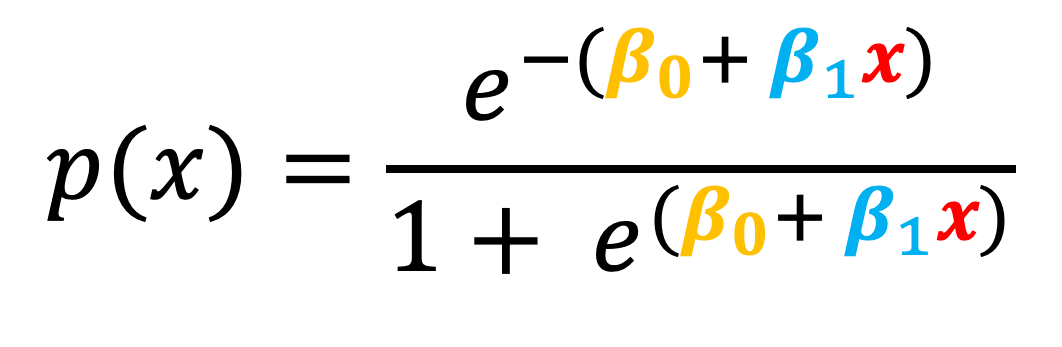 p(x) = e^{-(β₀ + β₁x)} / (1 + e^{(β₀ + β₁x)})